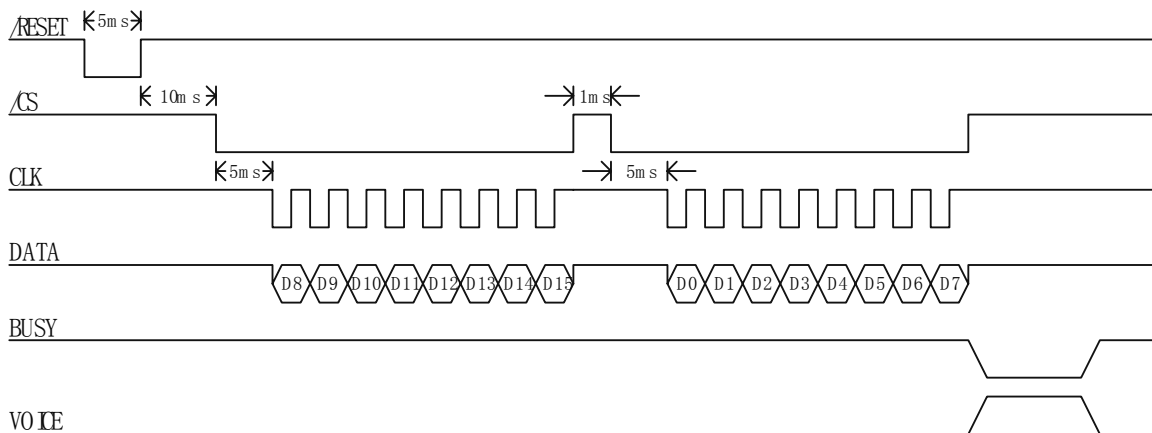 /RESET
5ms
/CS
10ms
1ms
CLK
5ms
5ms
DATA
D8 D9 D10 D11 D12 D13 D14 D15 D0 D1 D2 D3 D4 D5 D6 D7
BUSY
VOICE